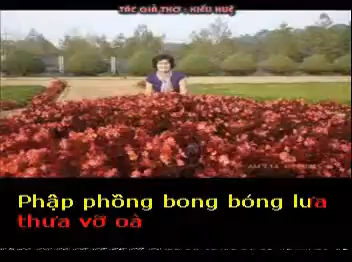 TÁC GIẢ THƠ - KIỀU HUỆ
Phập phồng bong bóng lưa
thưa vỡ oà